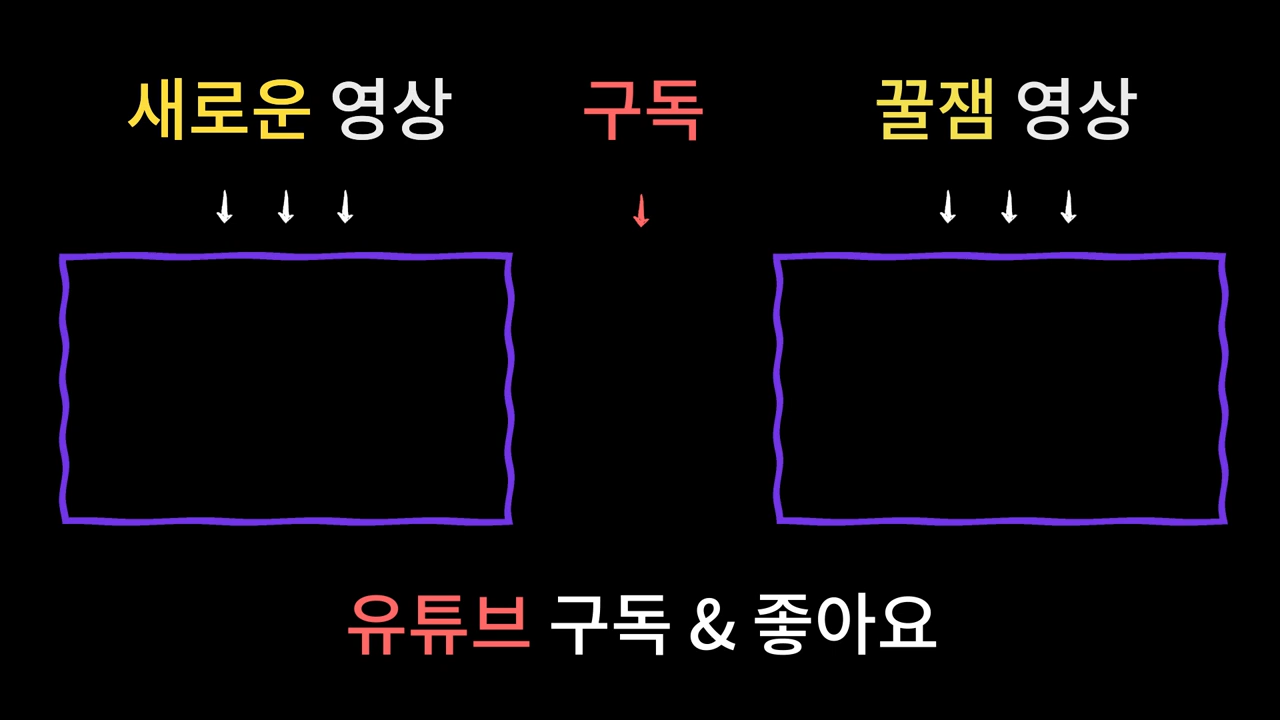 새로운 영상
구독
꿀잼 영상
유튜브 구독 & 좋아요